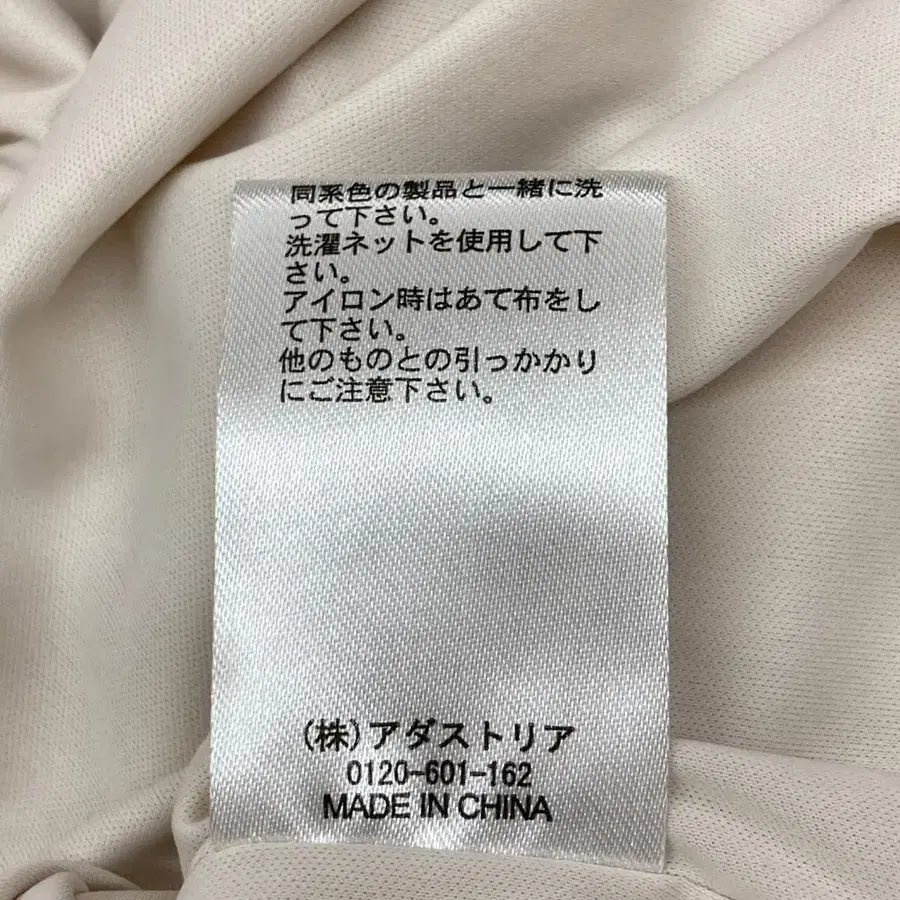 同系色の製品と一緒に洗
って下さい。
洗濯ネットを使用して下
さい。
アイロン時はあて布をし
て下さい。
他のものとの引っかかり
にご注意下さい。
(株)アダストリア
0120-601-162
MADE IN CHINA